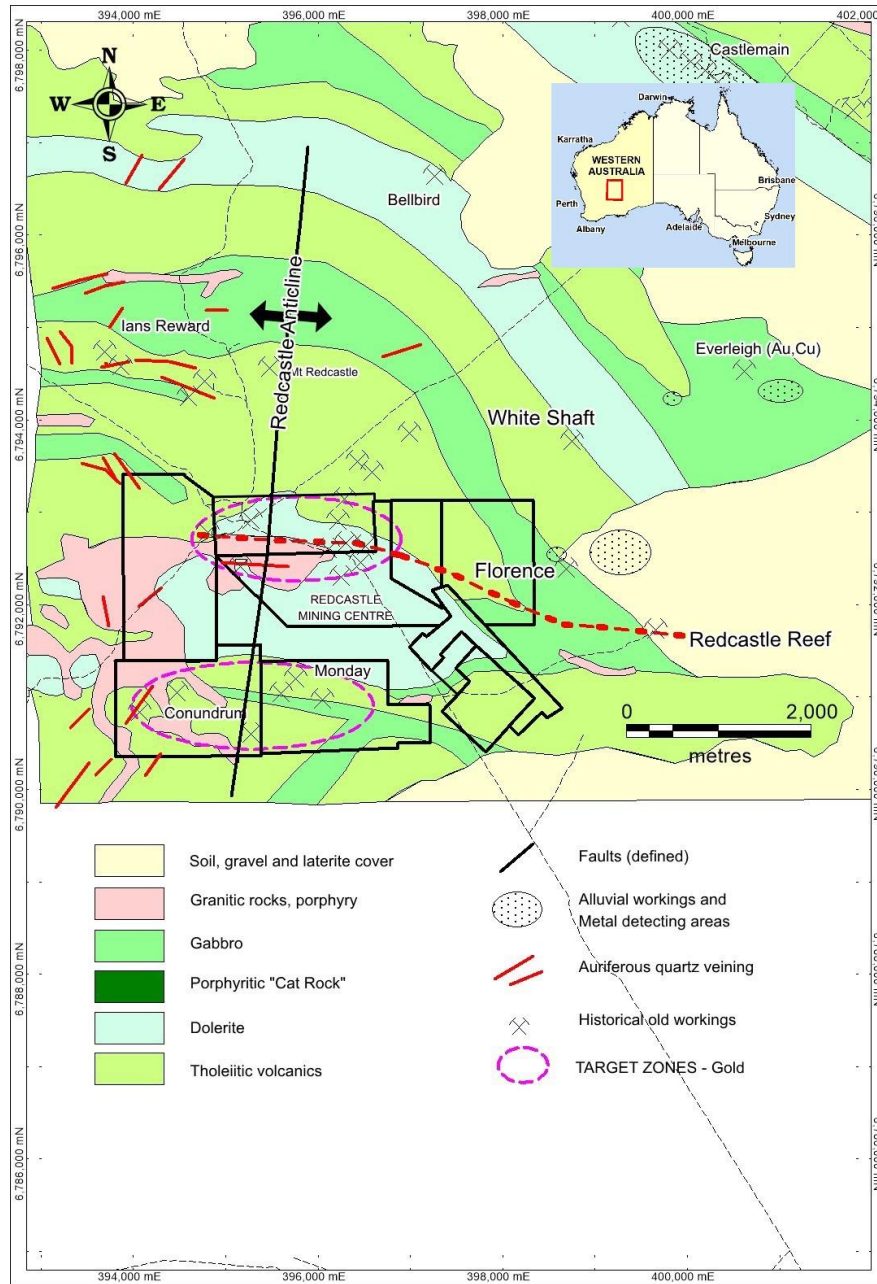 394,000 mE
396,000 mE
398,000 mE
400,000 mE
402,000
6,798,000 mN
N
W
E
S
Castlemain
Darwin
Karratha
WESTERN
AUSTRALIA
Brisbane
Perth
Albany
Adelaide
Sydney
Melbourne
Bellbird
6,796,000 mN
Redcastle Anticline
Ians Reward
Mt Redcastle
Everleigh (Au,Cu)
6,794,000 mN
White Shaft
Florence
6,792,000 mN
REDCASTLE
MINING CENTRE
Redcastle Reef
Monday
Conundrum
0
2,000
metres
6,790,000 mN
Soil, gravel and laterite cover
Granitic rocks, porphyry
Gabbro
Porphyritic "Cat Rock"
Dolerite
Tholeiitic volcanics
Faults (defined)
Alluvial workings and
Metal detecting areas
Auriferous quartz veining
Historical old workings
TARGET ZONES - Gold
6,788,000 mN
6,786,000 mN
394,000 mE
396,000 mE
398,000 mE
400,000 mE